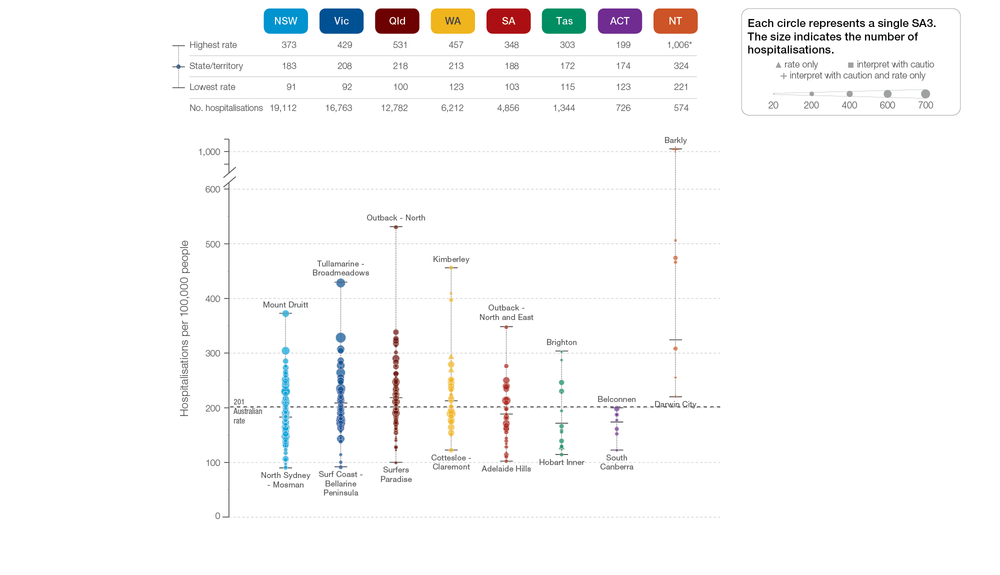 NSW Vic Qld WA SA Tas ACT NT
Highest rate 373 429 531 457 348 303 199 1,006*
State/territory 183 208 218 213 188 172 174 324
Lowest rate 91 92 100 123 103 115 123 221
No. hospitalisations 19,112 16,763 12,782 6,212 4,856 1,344 726 574
Each circle represents a single SA3.
The size indicates the number of
hospitalisations.
rate only interpret with cautio
interpret with caution and rate only
20 200 400 600 700
Hospitalisations per 100,000 people
1,000
600
500
400
300
200
100
0
201
Australian
rate
Mount Druitt
North Sydney
- Mosman
Tullamarine -
Broadmeadows
Surf Coast -
Bellarine
Peninsula
Outback - North
Surfers
Paradise
Kimberley
Cottesloe -
Claremont
Outback -
North and East
Adelaide Hills
Brighton
Hobart Inner
Belconnen
South
Canberra
Barkly
Darwin City